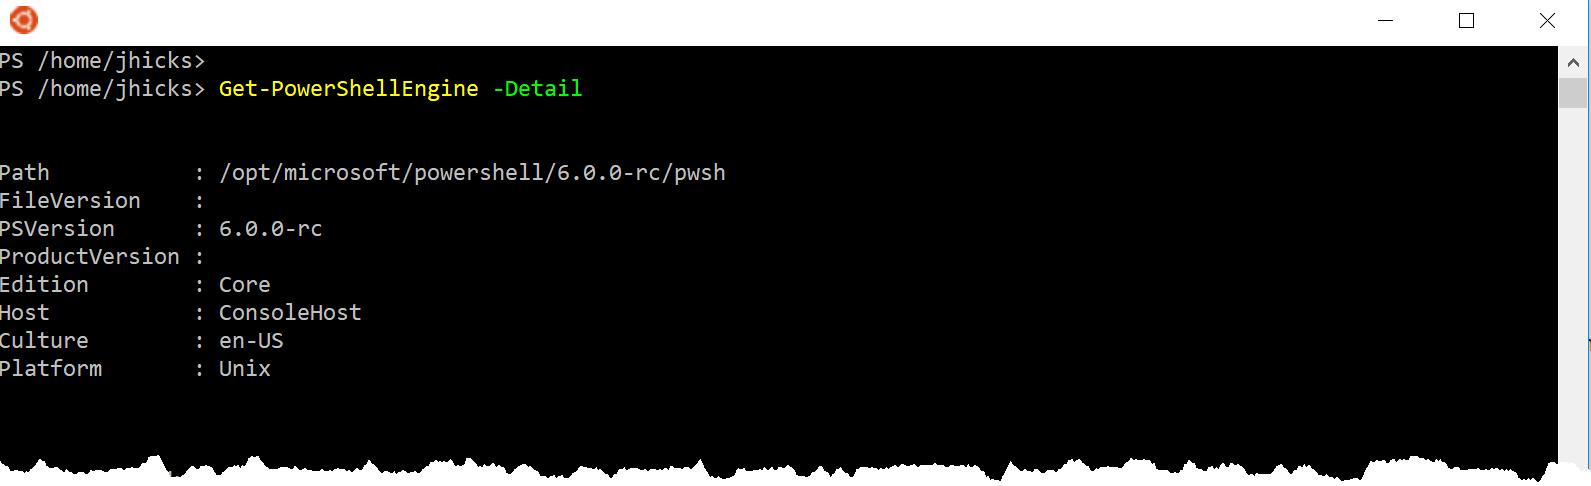 PS /home/jhicks>
PS /home/jhicks> Get-PowerShellEngine -Detail
Path           : /opt/microsoft/powershell/6.0.0-rc/pwsh
FileVersion    :
PSVersion      : 6.0.0-rc
ProductVersion :
Edition        : Core
Host           : ConsoleHost
Culture        : en-US
Platform       : Unix